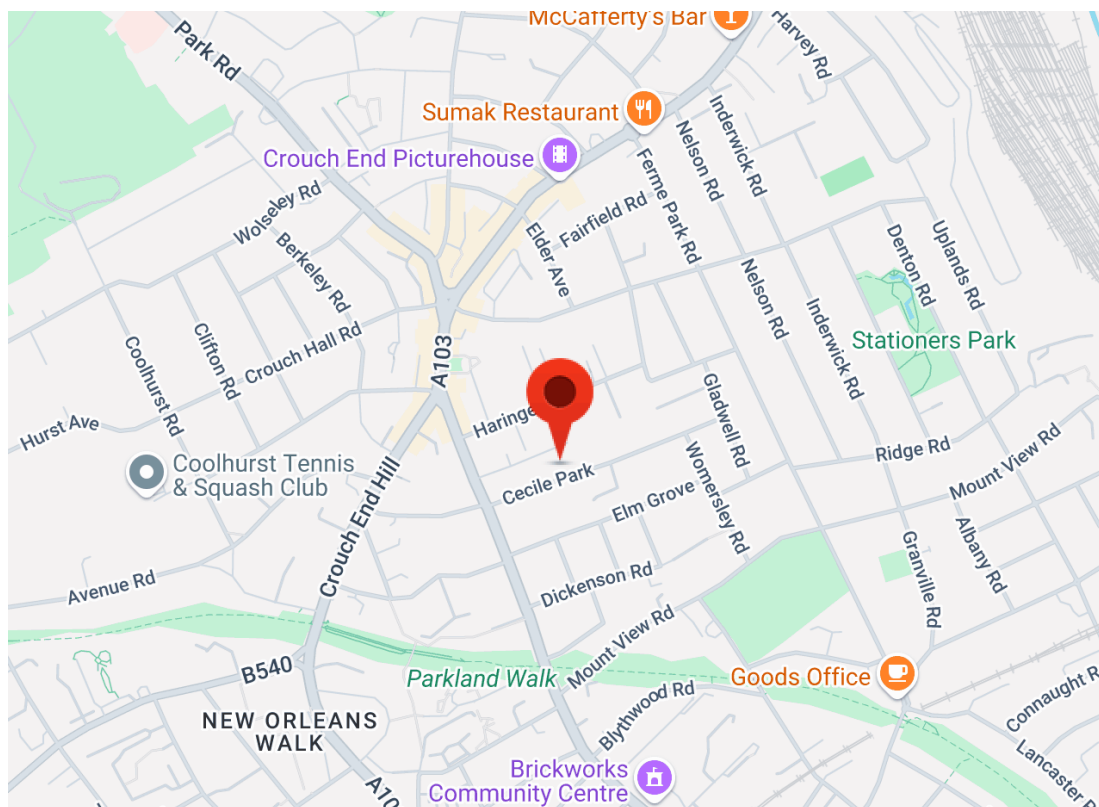 McCafferty's Bar
Park Rd
Harvey Rd
Sumak Restaurant
Inderwick Rd
Nelson Rd
Crouch End Picturehouse
Ferme Park Rd
Wolseley Rd
Fairfield Rd
Elder Ave
Berkeley Rd
Denton Rd
Uplands Rd
Nelson Rd
Inderwick Rd
Clifton Rd
Coolhurst Rd
Crouch Hall Rd
A103
Stationers Park
Hurst Ave
Gladwell Rd
Ridge Rd
Mount View Rd
Coolhurst Tennis
& Squash Club
Cecile Park
Womersley Rd
Elm Grove
Crouch End Hill
Albany Rd
Granville Rd
Avenue Rd
Dickenson Rd
Mount View Rd
B540
Parkland Walk
Goods Office
Blythwood Rd
Connaught
NEW ORLEANS
WALK
Lancaster
Brickworks
Community Centre